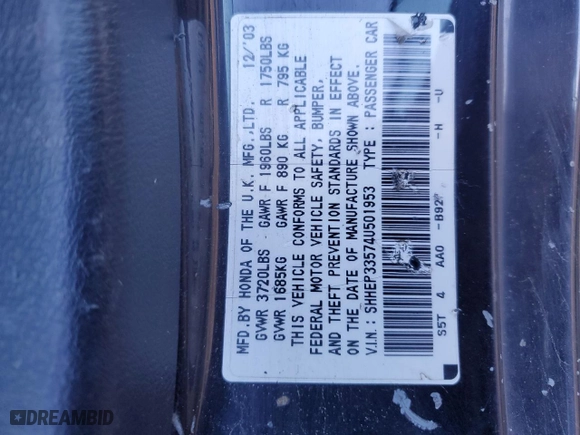 MFD. BY HONDA OF THE U.K. MFG.,LTD. 12/'03
GVWR 3720LBS GAWR F 1960LBS R 1750LBS
GVWR 1685KG GAWR F 890 KG R 795 KG
THIS VEHICLE CONFORMS TO ALL APPLICABLE
FEDERAL MOTOR VEHICLE SAFETY, BUMPER,
AND THEFT PREVENTION STANDARDS IN EFFECT
ON THE DATE OF MANUFACTURE SHOWN ABOVE.
V.I.N.: SHHEP33574U501953 TYPE : PASSENGER CAR
S5T 4 AA0 -B92P -H -U
DREAMBID